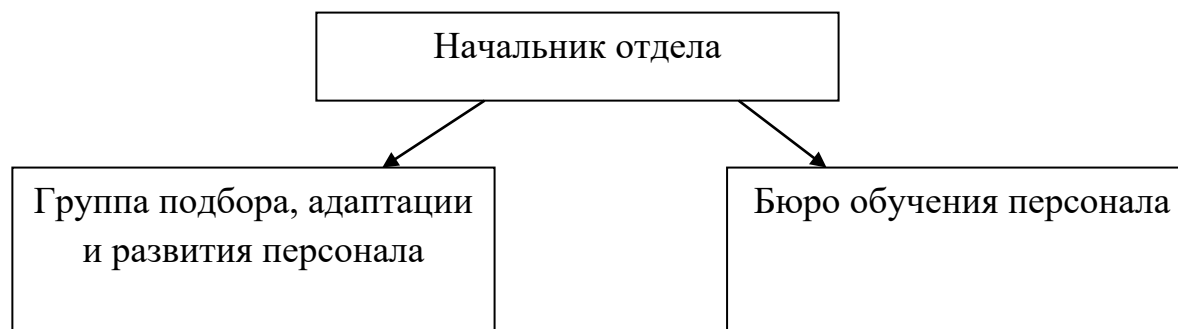 Начальник отдела
Группа подбора, адаптации
и развития персонала
Бюро обучения персонала